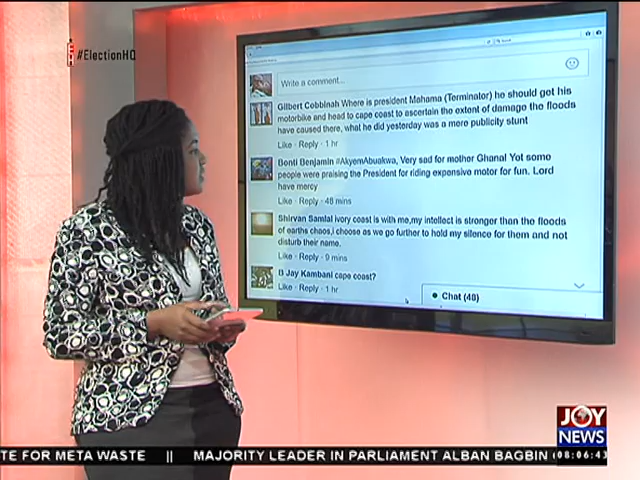 #ElectionHQ
Write a comment...
Gilbert Cobbinah Where is president Mahama (Terminator) he should get his
motorbike and head to cape coast to ascertain the extent of damage the floods
have caused there, what he did yesterday was a mere publicity stunt
Like · Reply · 1 hr
Bonti Benjamin #AkyemAbuakwa, Very sad for mother Ghana! Yet some
people were praising the President for riding expensive motor for fun. Lord
have mercy
Like · Reply · 48 mins
Shirvan Samlal ivory coast is with me,my intellect is stronger than the floods
of earths chaos,i choose as we go further to hold my silence for them and not
disturb their name.
Like · Reply · 9 mins
B Jay Kambani cape coast?
Like · Reply · 1 hr
Chat (48)
JOY
NEWS
TE FOR META WASTE || MAJORITY LEADER IN PARLIAMENT ALBAN BAGBIN
08:06:43